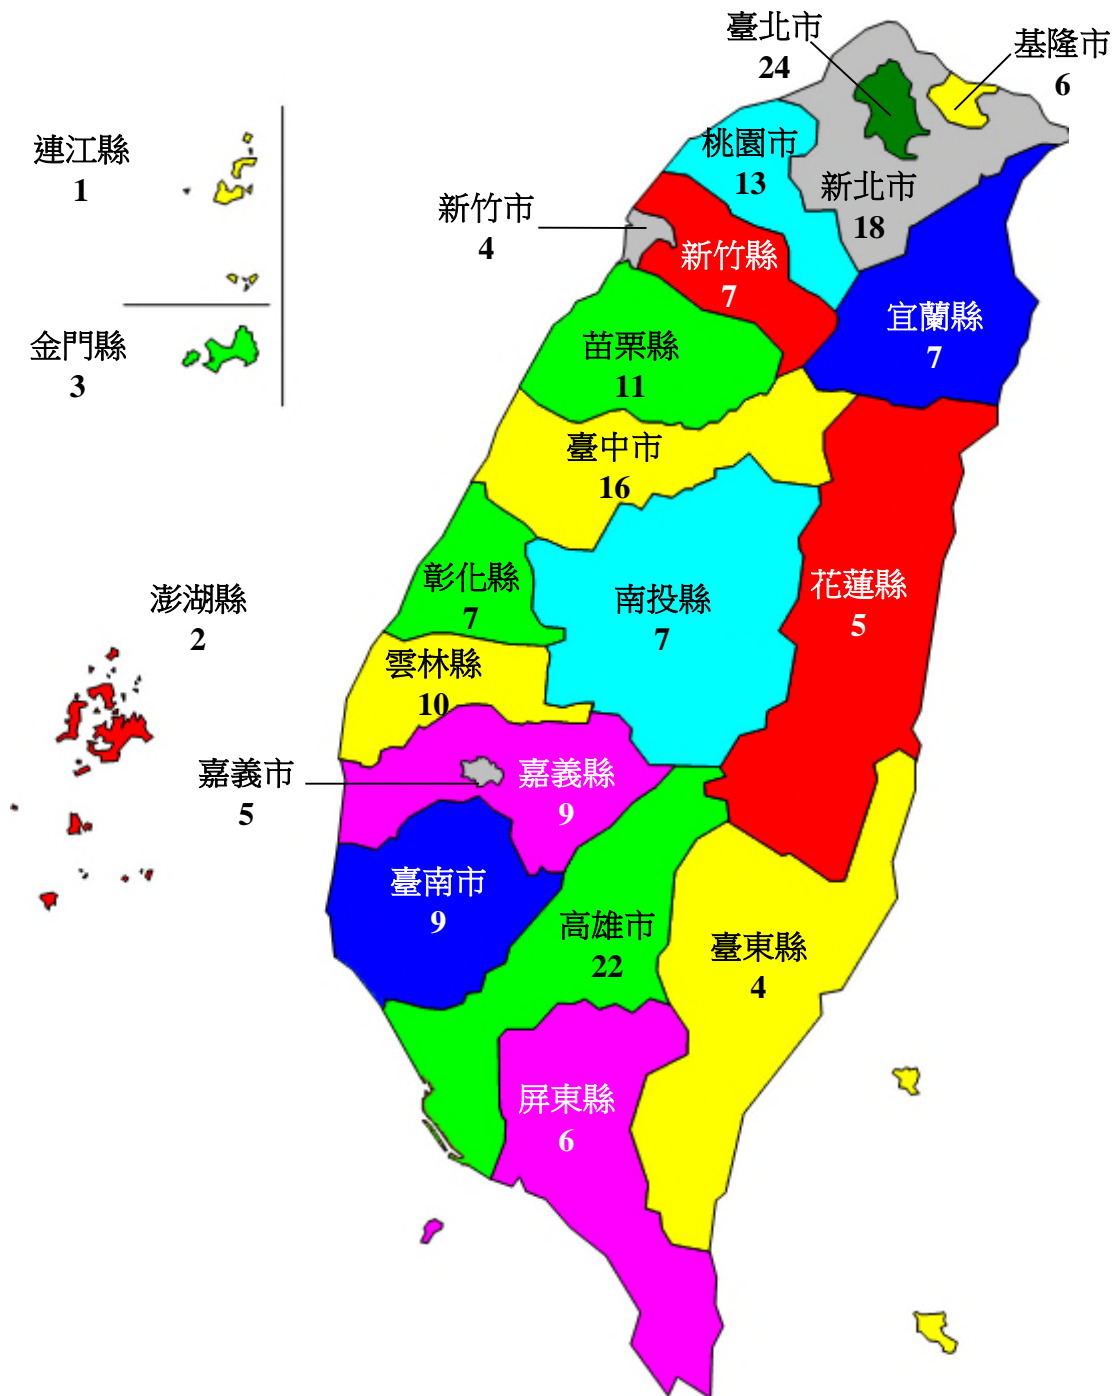 臺北市
24
基隆市
6
連江縣
1
桃園市
13
新北市
18
新竹市
4
新竹縣
7
宜蘭縣
7
金門縣
3
苗栗縣
11
臺中市
16
彰化縣
7
南投縣
7
花蓮縣
5
澎湖縣
2
雲林縣
10
嘉義市
5
嘉義縣
9
臺南市
9
高雄市
22
臺東縣
4
屏東縣
6